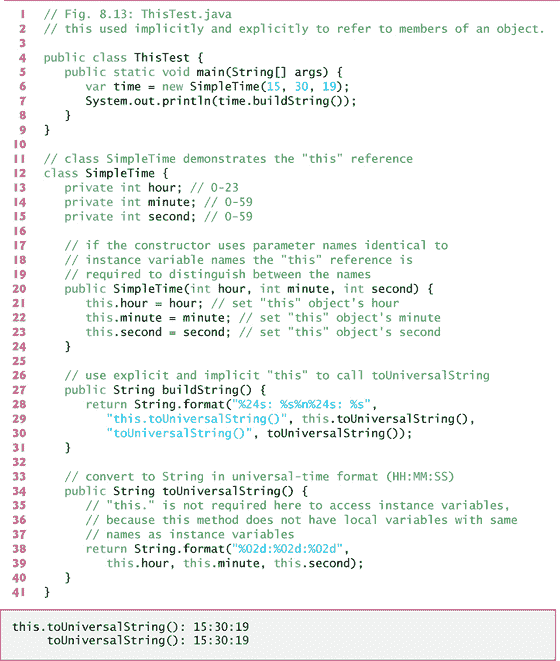 1 // Fig. 8.13: ThisTest.java
2 // this used implicitly and explicitly to refer to members of an object.
3
4 public class ThisTest {
5 public static void main(String[] args) {
6 var time = new SimpleTime(15, 30, 19);
7 System.out.println(time.buildString());
8 }
9 }
10
11 // class SimpleTime demonstrates the "this" reference
12 class SimpleTime {
13 private int hour; // 0-23
14 private int minute; // 0-59
15 private int second; // 0-59
16
17 // if the constructor uses parameter names identical to
18 // instance variable names the "this" reference is
19 // required to distinguish between the names
20 public SimpleTime(int hour, int minute, int second) {
21 this.hour = hour; // set "this" object's hour
22 this.minute = minute; // set "this" object's minute
23 this.second = second; // set "this" object's second
24 }
25
26 // use explicit and implicit "this" to call toUniversalString
27 public String buildString() {
28 return String.format("%24s: %s%n%24s: %s",
29 "this.toUniversalString()", this.toUniversalString(),
30 "toUniversalString()", toUniversalString());
31 }
32
33 // convert to String in universal-time format (HH:MM:SS)
34 public String toUniversalString() {
35 // "this." is not required here to access instance variables,
36 // because this method does not have local variables with same
37 // names as instance variables
38 return String.format("%02d:%02d:%02d",
39 this.hour, this.minute, this.second);
40 }
41 }
this.toUniversalString(): 15:30:19
toUniversalString(): 15:30:19